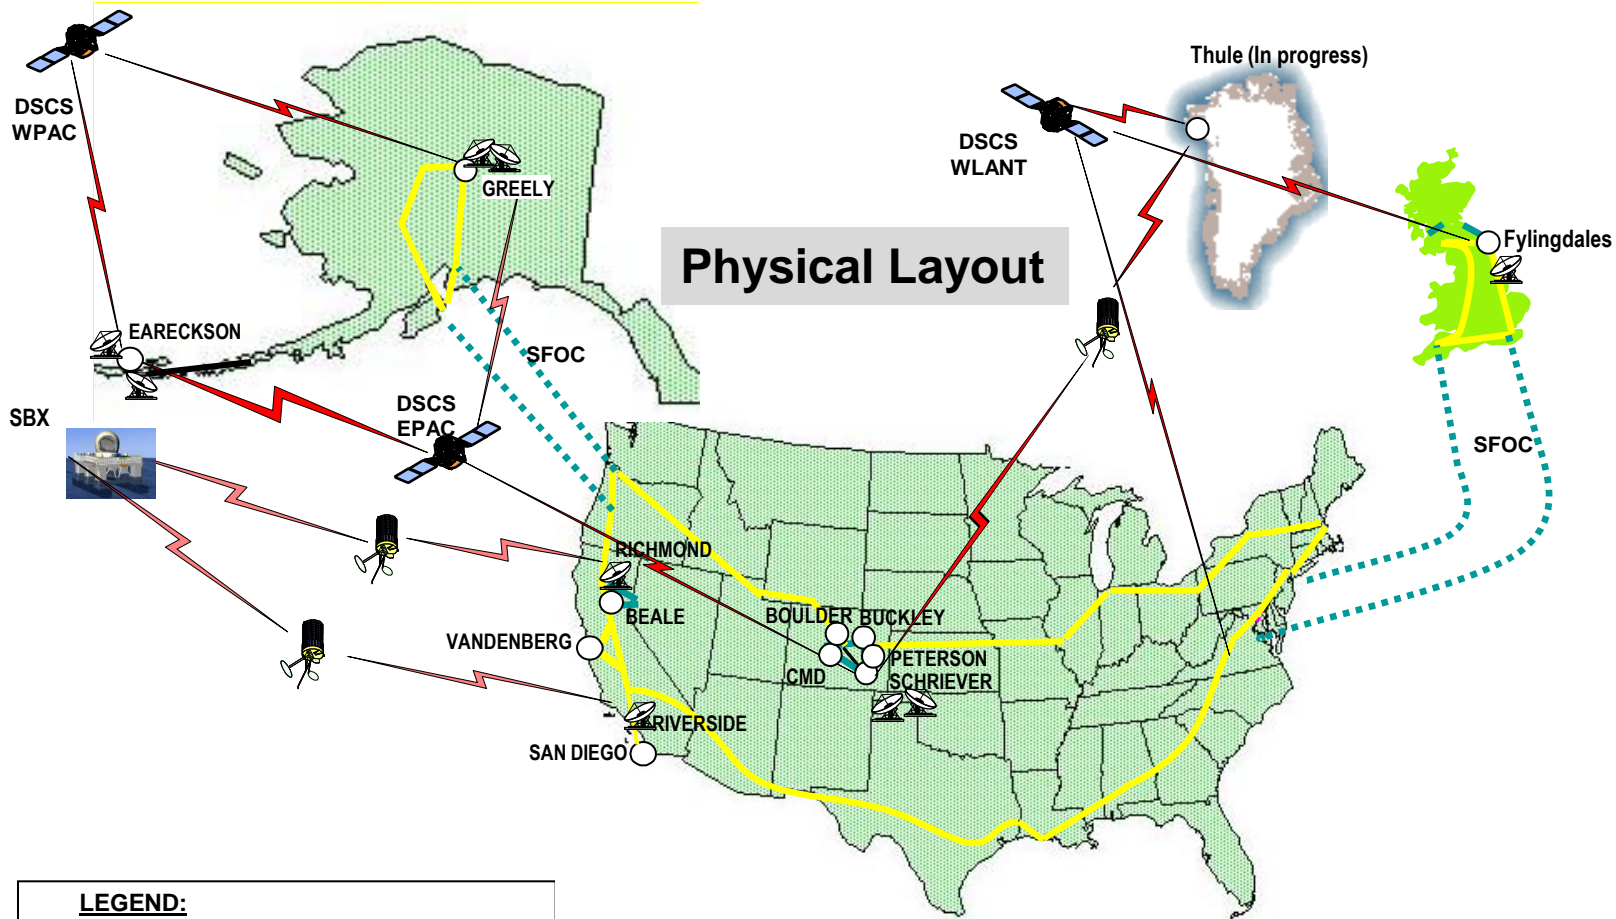 Thule (In progress)
DSCS
WPAC
DSCS
WLANT
GREELY
Fylingdales
Physical Layout
EARECKSON
SFOC
DSCS
EPAC
SBX
SFOC
RICHMOND
BEALE
BOULDER
BUCKLEY
VANDENBERG
PETERSON
CMD
SCHRIEVER
RIVERSIDE
SAN DIEGO
LEGEND: